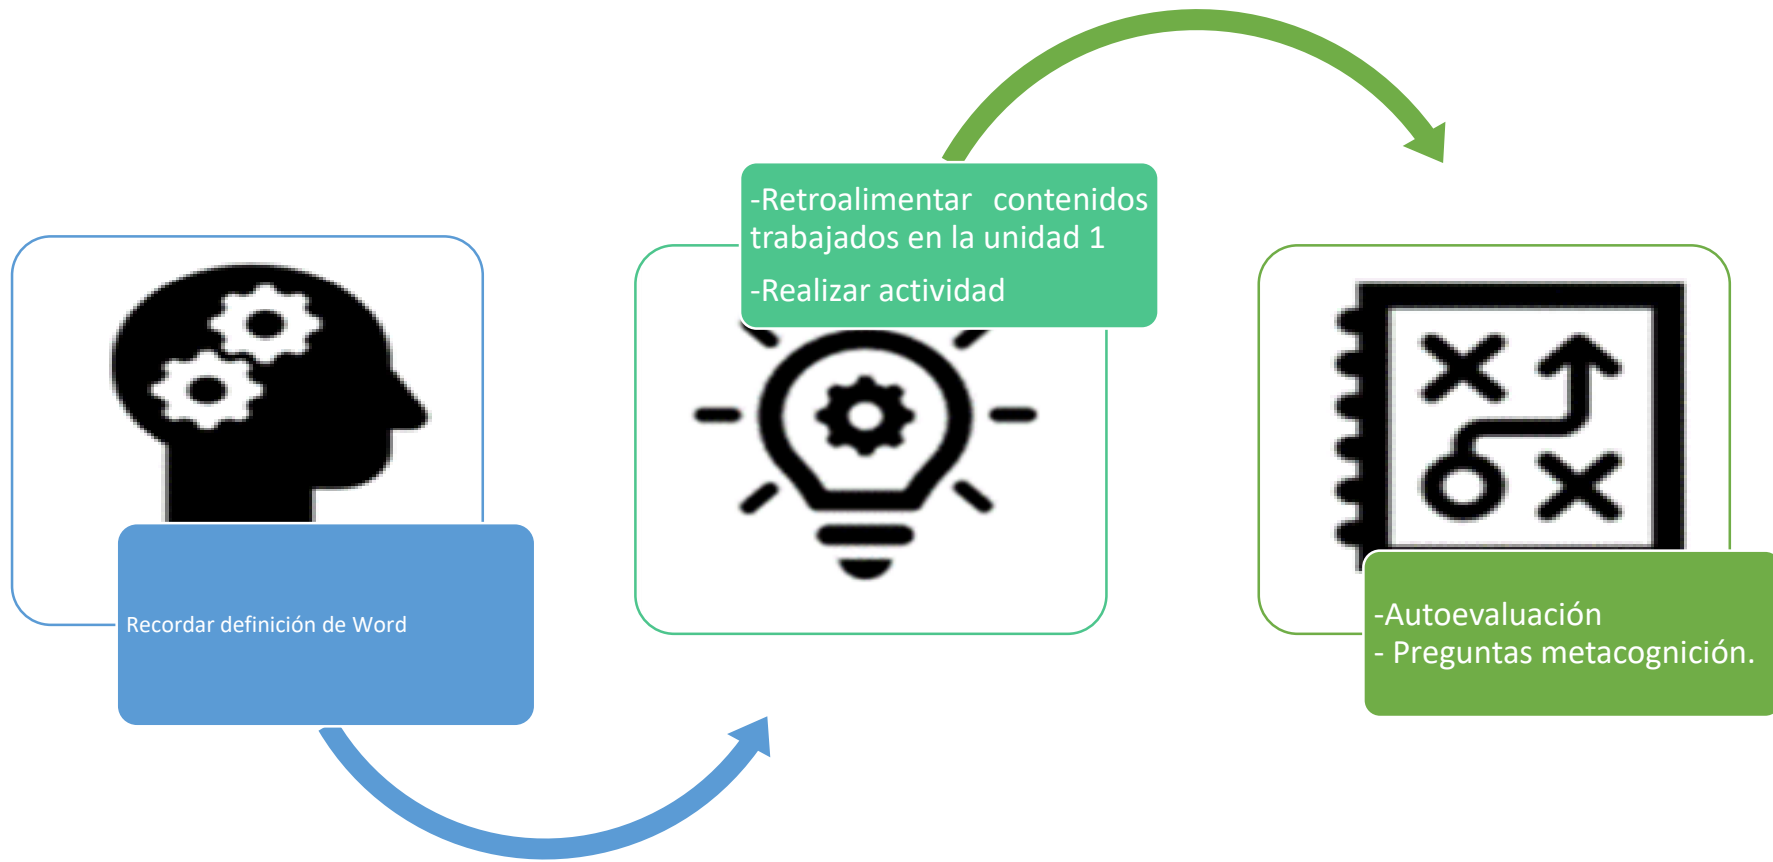 Recordar definición de Word
-Retroalimentar contenidos
trabajados en la unidad 1
-Realizar actividad
-Autoevaluación
- Preguntas metacognición.